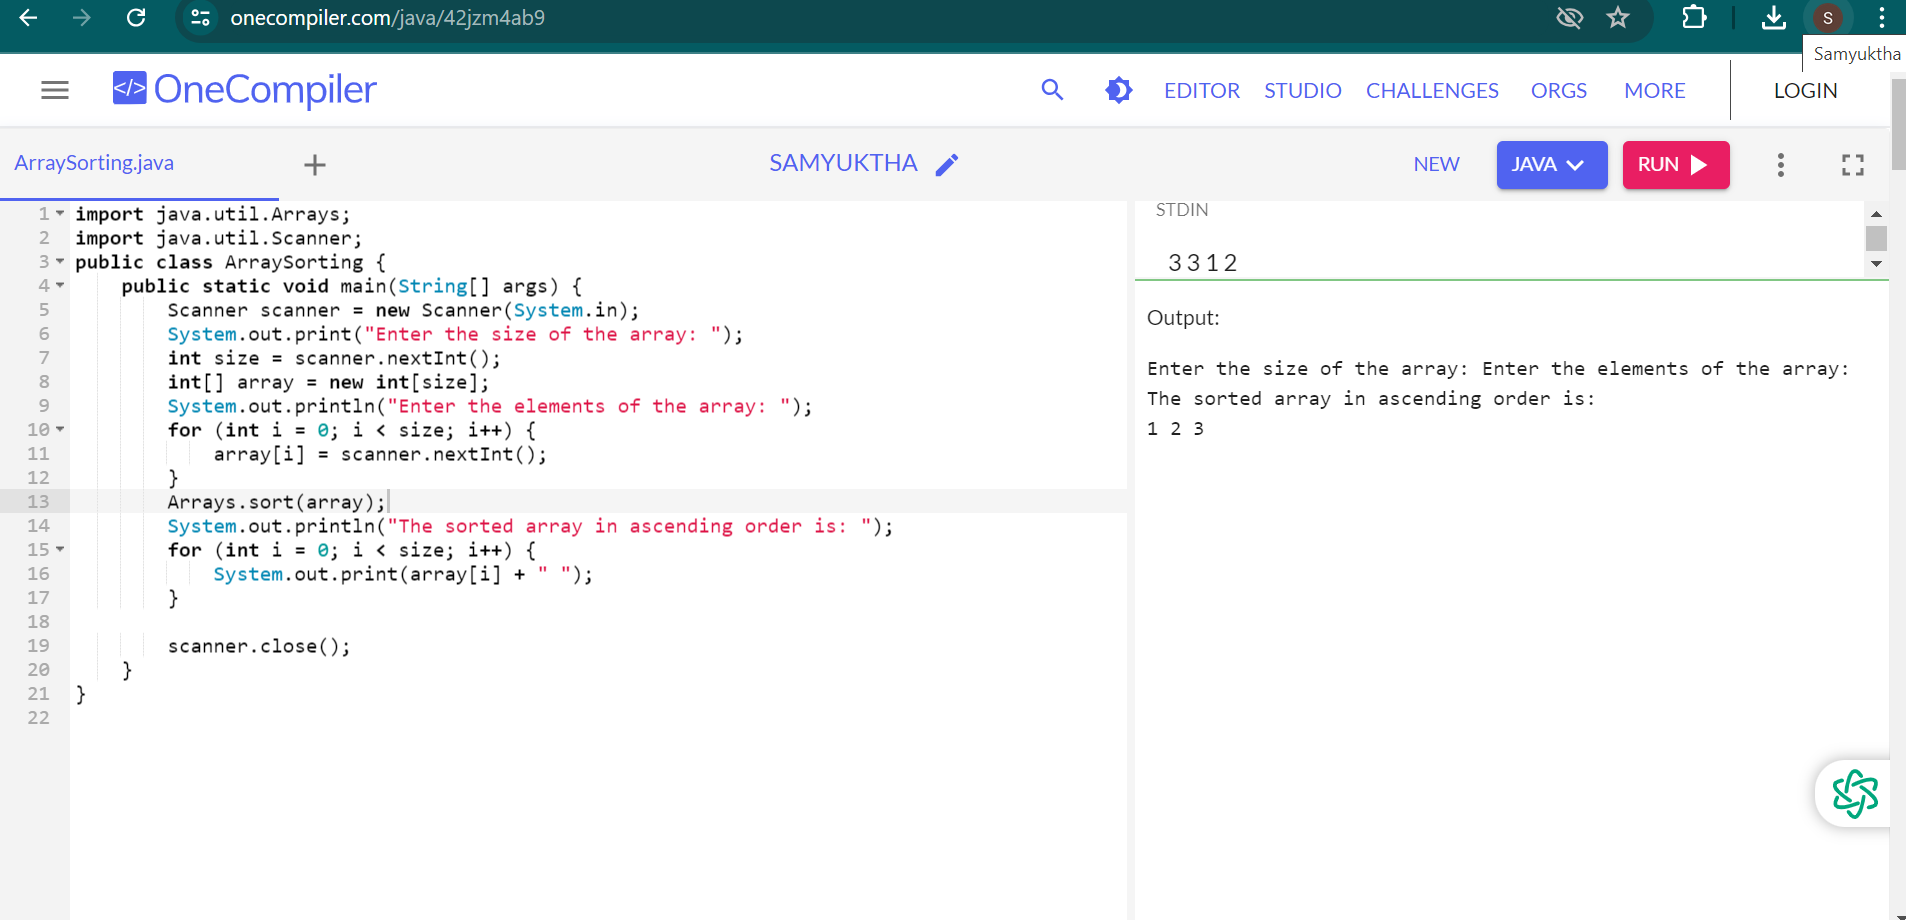 onecompiler.com/java/42jzm4ab9
S
Samyuktha
</> OneCompiler
EDITOR STUDIO CHALLENGES ORGS MORE LOGIN
ArraySorting.java + SAMYUKTHA NEW JAVA RUN
1 import java.util.Arrays;
2 import java.util.Scanner;
3 public class ArraySorting {
4 public static void main(String[] args) {
5 Scanner scanner = new Scanner(System.in);
6 System.out.print("Enter the size of the array: ");
7 int size = scanner.nextInt();
8 int[] array = new int[size];
9 System.out.println("Enter the elements of the array: ");
10 for (int i = 0; i < size; i++) {
11 array[i] = scanner.nextInt();
12 }
13 Arrays.sort(array);
14 System.out.println("The sorted array in ascending order is: ");
15 for (int i = 0; i < size; i++) {
16 System.out.print(array[i] + " ");
17 }
18
19 scanner.close();
20 }
21 }
22
STDIN
3 3 1 2
Output:
Enter the size of the array: Enter the elements of the array:
The sorted array in ascending order is:
1 2 3